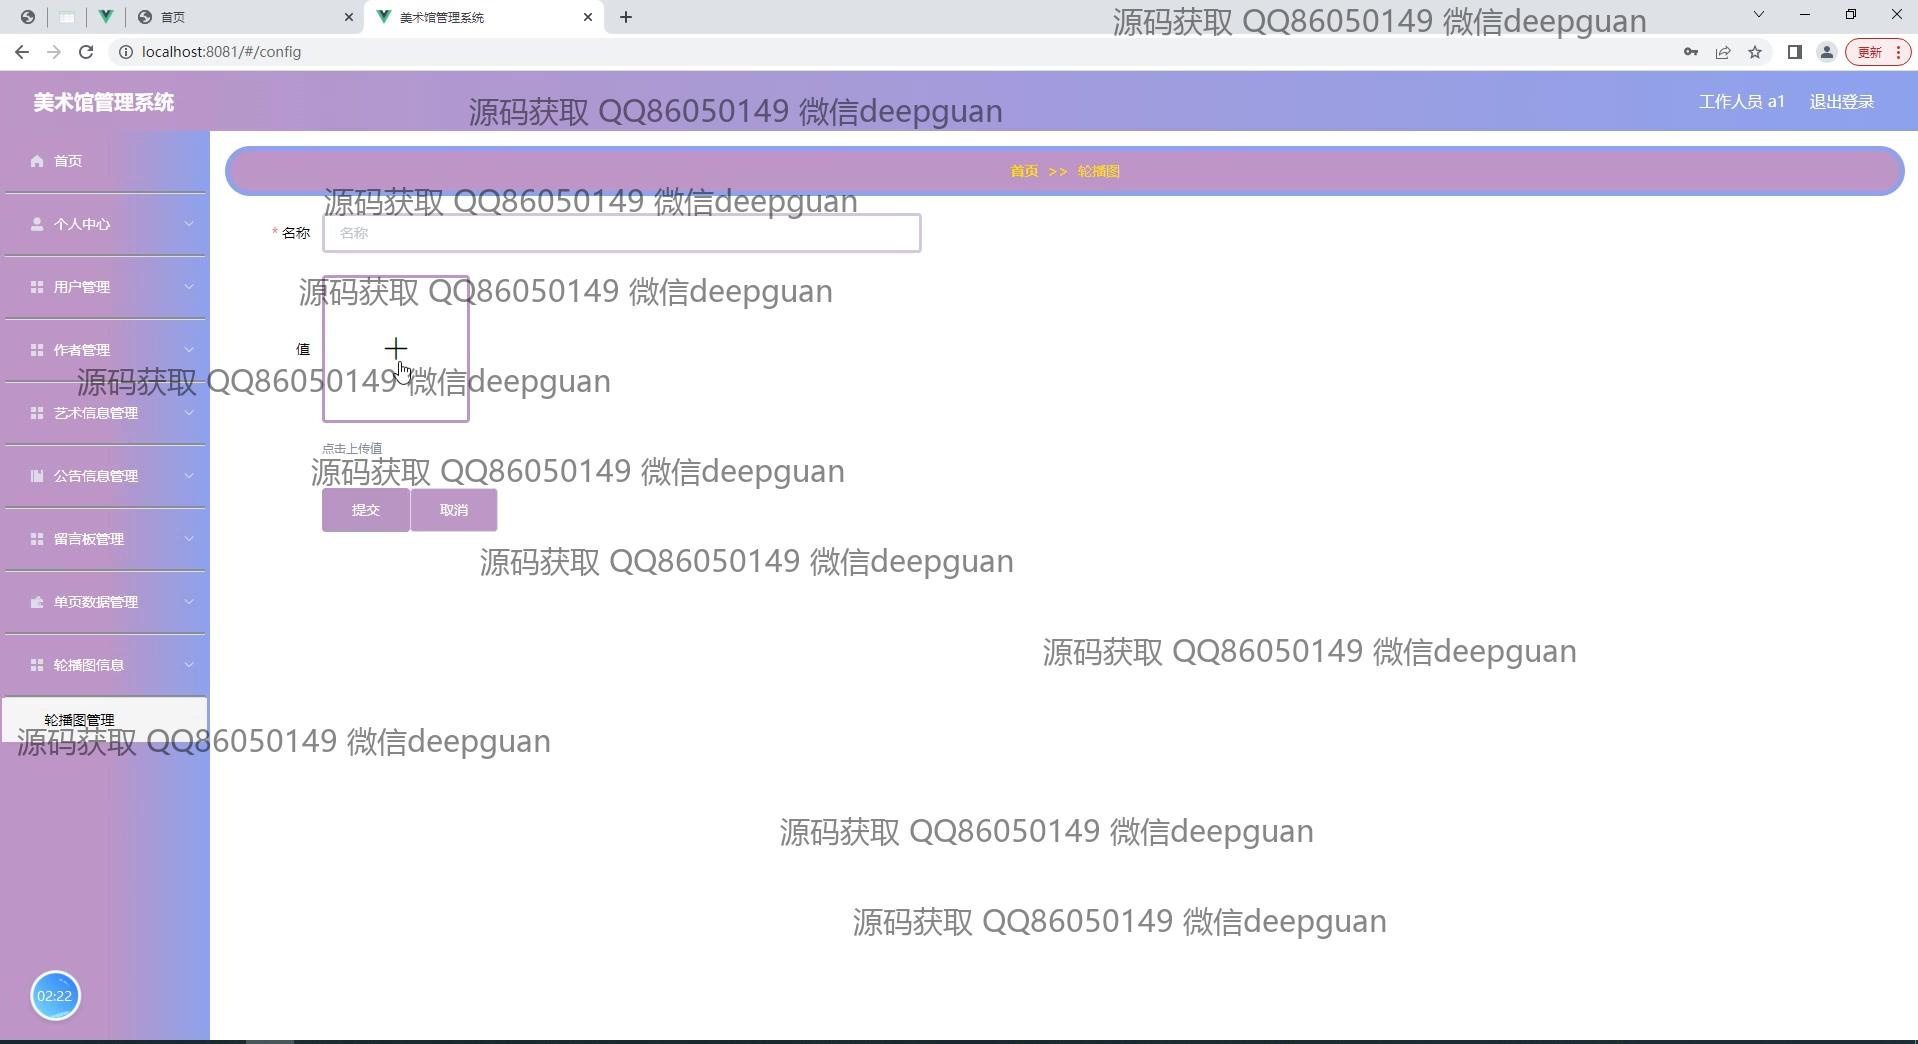 首页
美术馆管理系统
源码获取 QQ86050149 微信deepguan
localhost:8081/#/config
更新
美术馆管理系统
源码获取 QQ86050149 微信deepguan
工作人员 a1
退出登录
首页
首页 >> 轮播图
源码获取 QQ86050149 微信deepguan
个人中心
* 名称
名称
用户管理
源码获取 QQ86050149 微信deepguan
作者管理
值
源码获取 QQ86050149 微信deepguan
艺术信息管理
点击上传值
公告信息管理
源码获取 QQ86050149 微信deepguan
提交
取消
留言板管理
源码获取 QQ86050149 微信deepguan
单页数据管理
源码获取 QQ86050149 微信deepguan
轮播图信息
轮播图管理
源码获取 QQ86050149 微信deepguan
源码获取 QQ86050149 微信deepguan
源码获取 QQ86050149 微信deepguan
02:22